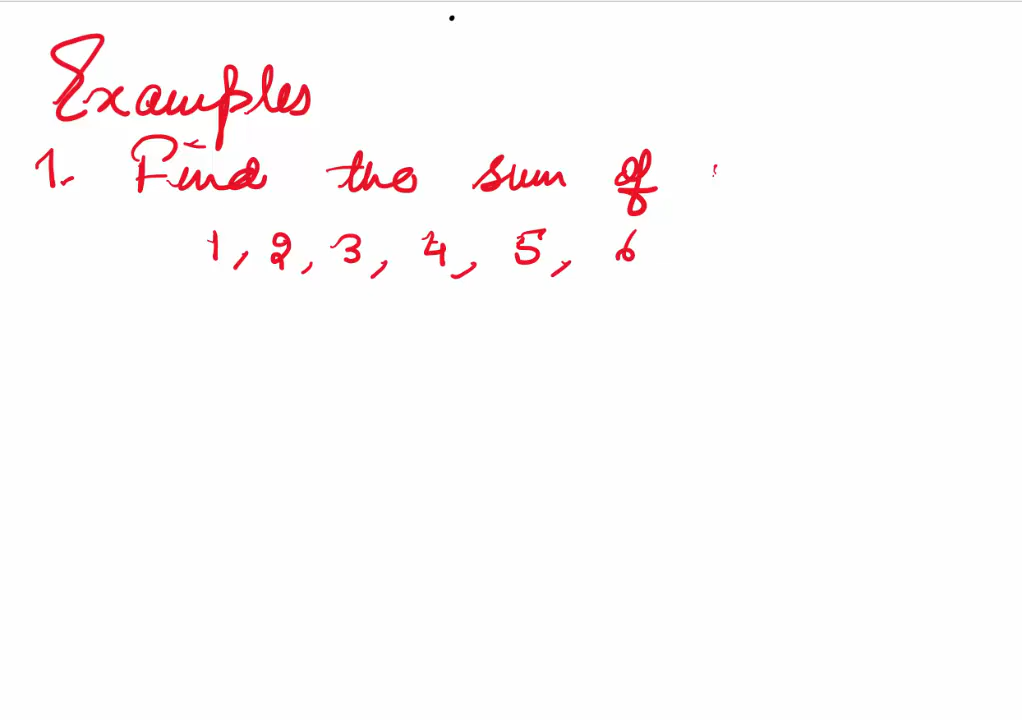 Examples
1. Find the sum of
1, 2, 3, 4, 5, 6